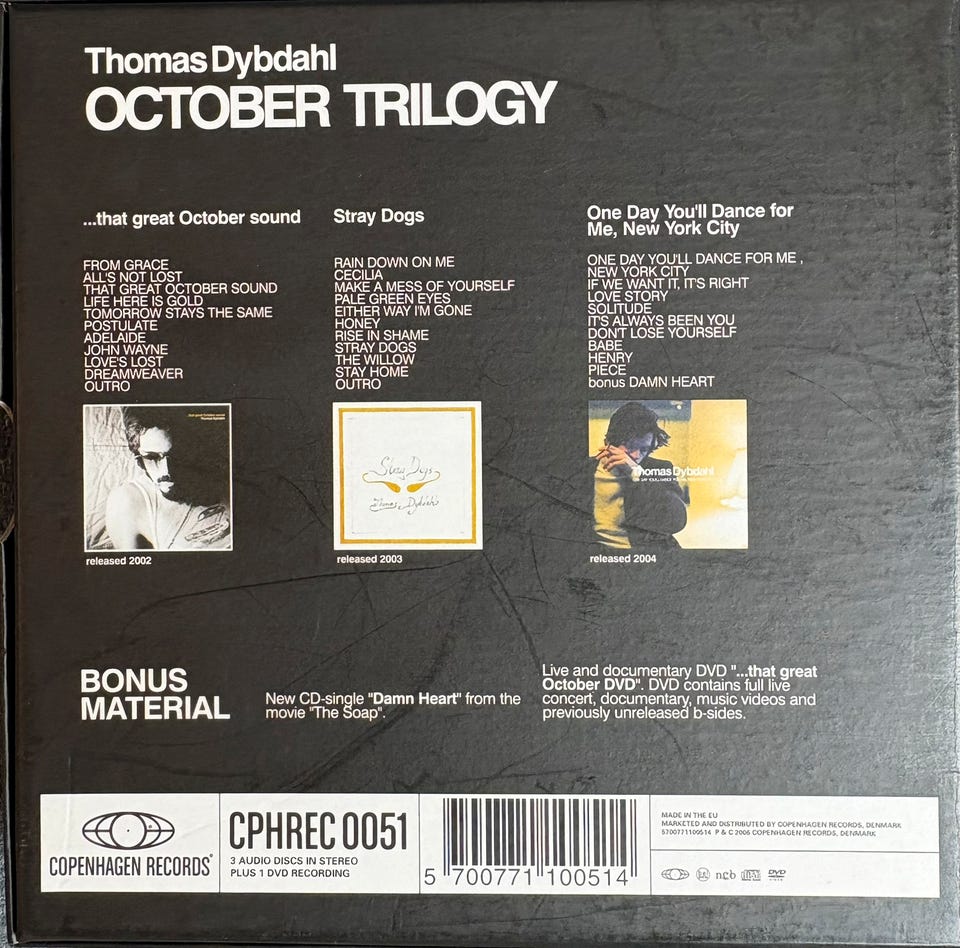 Thomas Dybdahl
OCTOBER TRILOGY
...that great October sound
FROM GRACE
ALL'S NOT LOST
THAT GREAT OCTOBER SOUND
LIFE HERE IS GOLD
TOMORROW STAYS THE SAME
POSTULATE
ADELAIDE
JOHN WAYNE
LOVE'S LOST
DREAMWEAVER
OUTRO
released 2002
Stray Dogs
RAIN DOWN ON ME
CECILIA
MAKE A MESS OF YOURSELF
PALE GREEN EYES
EITHER WAY I'M GONE
HONEY
RISE IN SHAME
STRAY DOGS
THE WILLOW
STAY HOME
OUTRO
Stray Dogs
Thomas Dybdahl
released 2003
One Day You'll Dance for
Me, New York City
ONE DAY YOU'LL DANCE FOR ME ,
NEW YORK CITY
IF WE WANT IT, IT'S RIGHT
LOVE STORY
SOLITUDE
IT'S ALWAYS BEEN YOU
DON'T LOSE YOURSELF
BABE
HENRY
PIECE
bonus DAMN HEART
Thomas Dybdahl
released 2004
BONUS
MATERIAL
New CD-single "Damn Heart" from the
movie "The Soap".
Live and documentary DVD "...that great
October DVD". DVD contains full live
concert, documentary, music videos and
previously unreleased b-sides.
COPENHAGEN RECORDS®
CPHREC 0051
3 AUDIO DISCS IN STEREO
PLUS 1 DVD RECORDING
5 700771 100514
MADE IN THE EU
MARKETED AND DISTRIBUTED BY COPENHAGEN RECORDS, DENMARK
5700771100514 P & C 2006 COPENHAGEN RECORDS, DENMARK
ncb
DVD